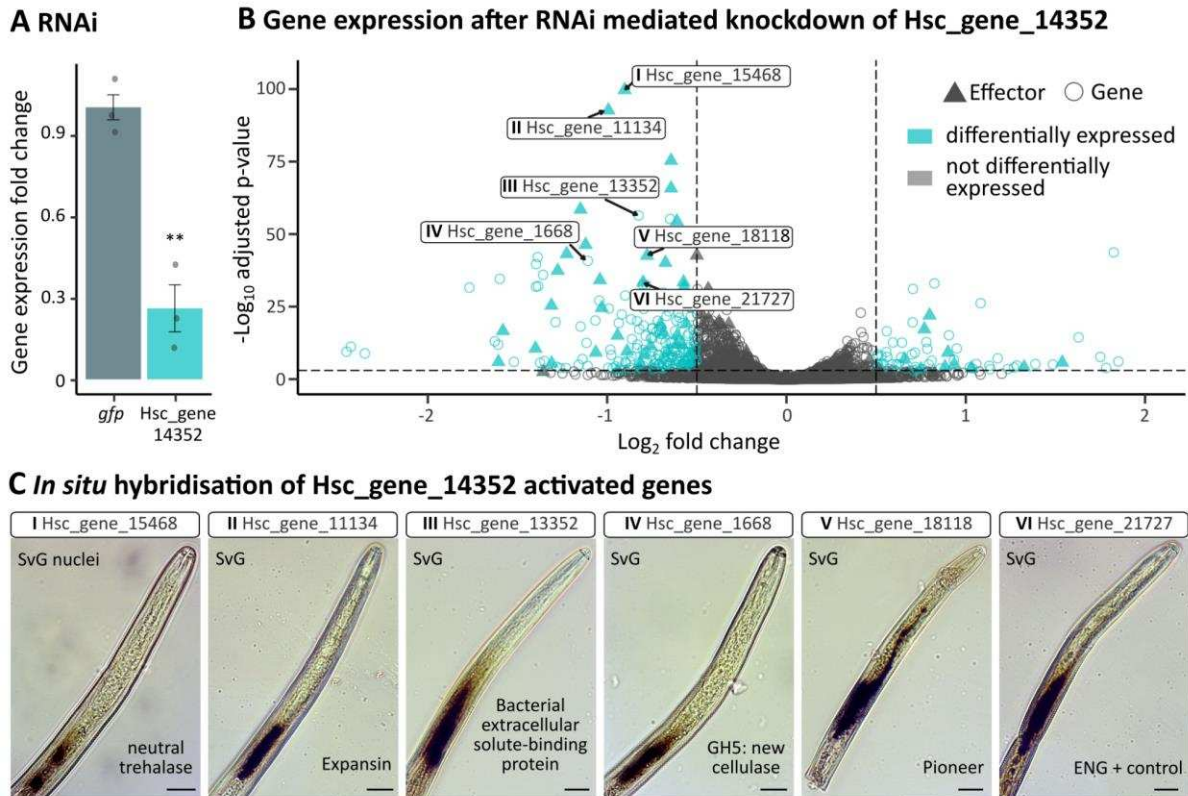 A RNAi
Gene expression fold change
0.9
0.6
0.3
0
**
gfp
Hsc_gene
14352
B Gene expression after RNAi mediated knockdown of Hsc_gene_14352
-Log10 adjusted p-value
100
75
50
25
0
I Hsc_gene_15468
II Hsc_gene_11134
III Hsc_gene_13352
IV Hsc_gene_1668
V Hsc_gene_18118
VI Hsc_gene_21727
Effector
Gene
differentially expressed
not differentially
expressed
-2
-1
0
1
2
Log2 fold change
C In situ hybridisation of Hsc_gene_14352 activated genes
I Hsc_gene_15468
SvG nuclei
neutral
trehalase
II Hsc_gene_11134
SvG
Expansin
III Hsc_gene_13352
SvG
Bacterial
extracellular
solute-binding
protein
IV Hsc_gene_1668
SvG
GH5: new
cellulase
V Hsc_gene_18118
SvG
Pioneer
VI Hsc_gene_21727
SvG
ENG + control